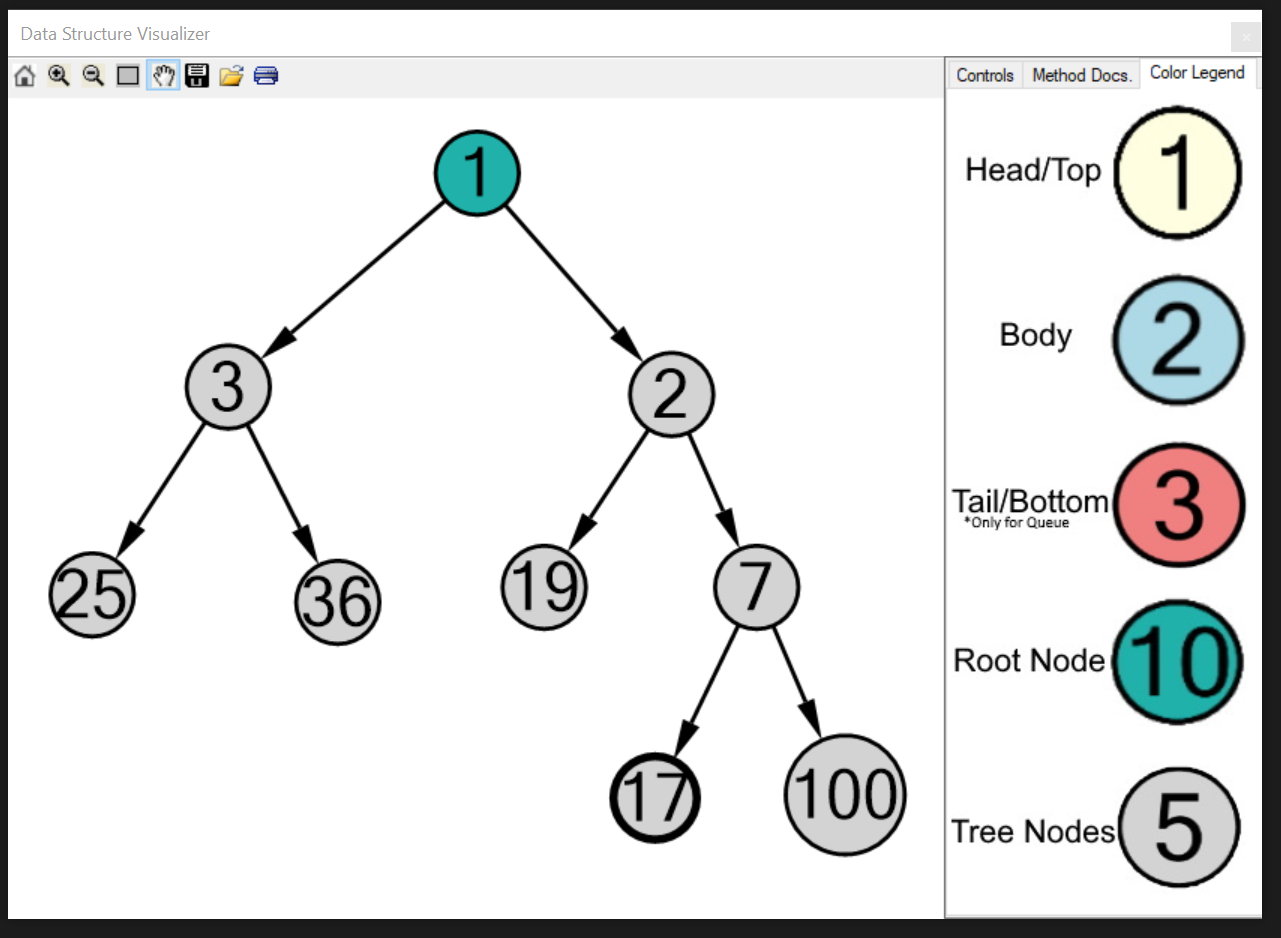 Data Structure Visualizer
x
Controls Method Docs. Color Legend
1
3 2
25 36 19 7
17 100
Head/Top 1
Body 2
Tail/Bottom 3
*Only for Queue
Root Node 10
Tree Nodes 5